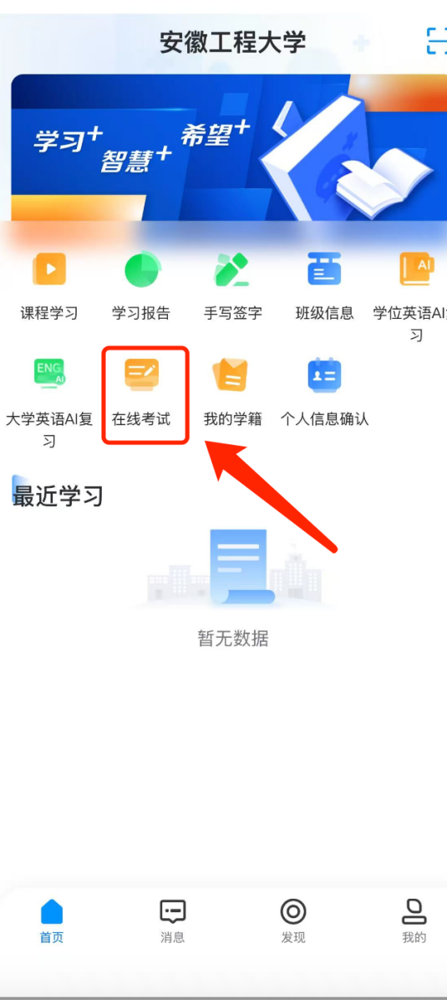 安徽工程大学
学习+
智慧+
希望+
课程学习
学习报告
手写签字
班级信息
学位英语AI
习
AI
ENG
AI
大学英语AI复
习
在线考试
我的学籍
个人信息确认
最近学习
暂无数据
首页
消息
发现
我的